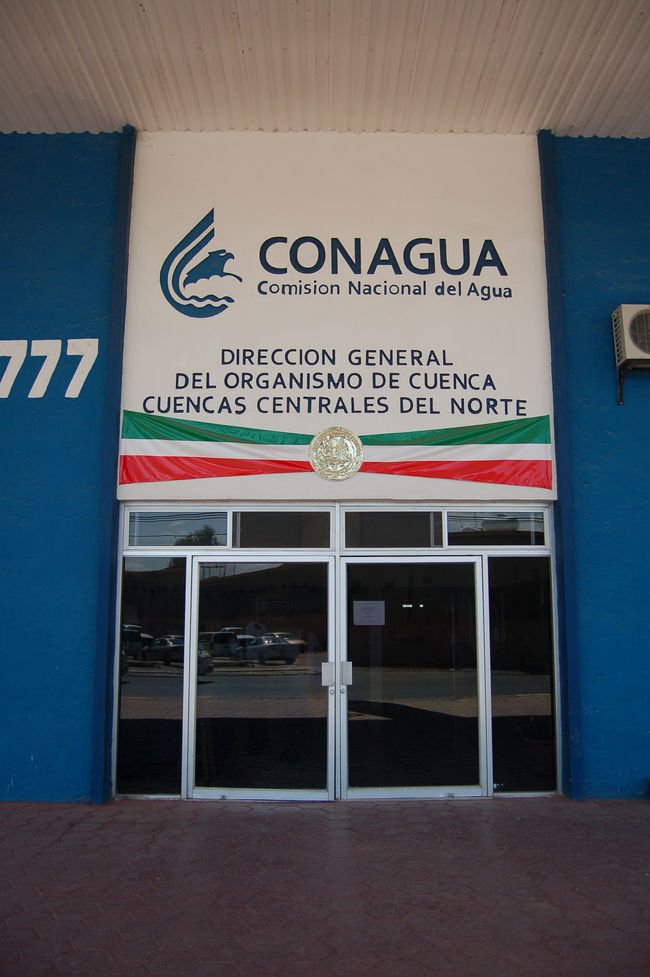 CONAGUA
Comision Nacional del Agua
DIRECCION GENERAL
DEL ORGANISMO DE CUENCA
CUENCAS CENTRALES DEL NORTE
777